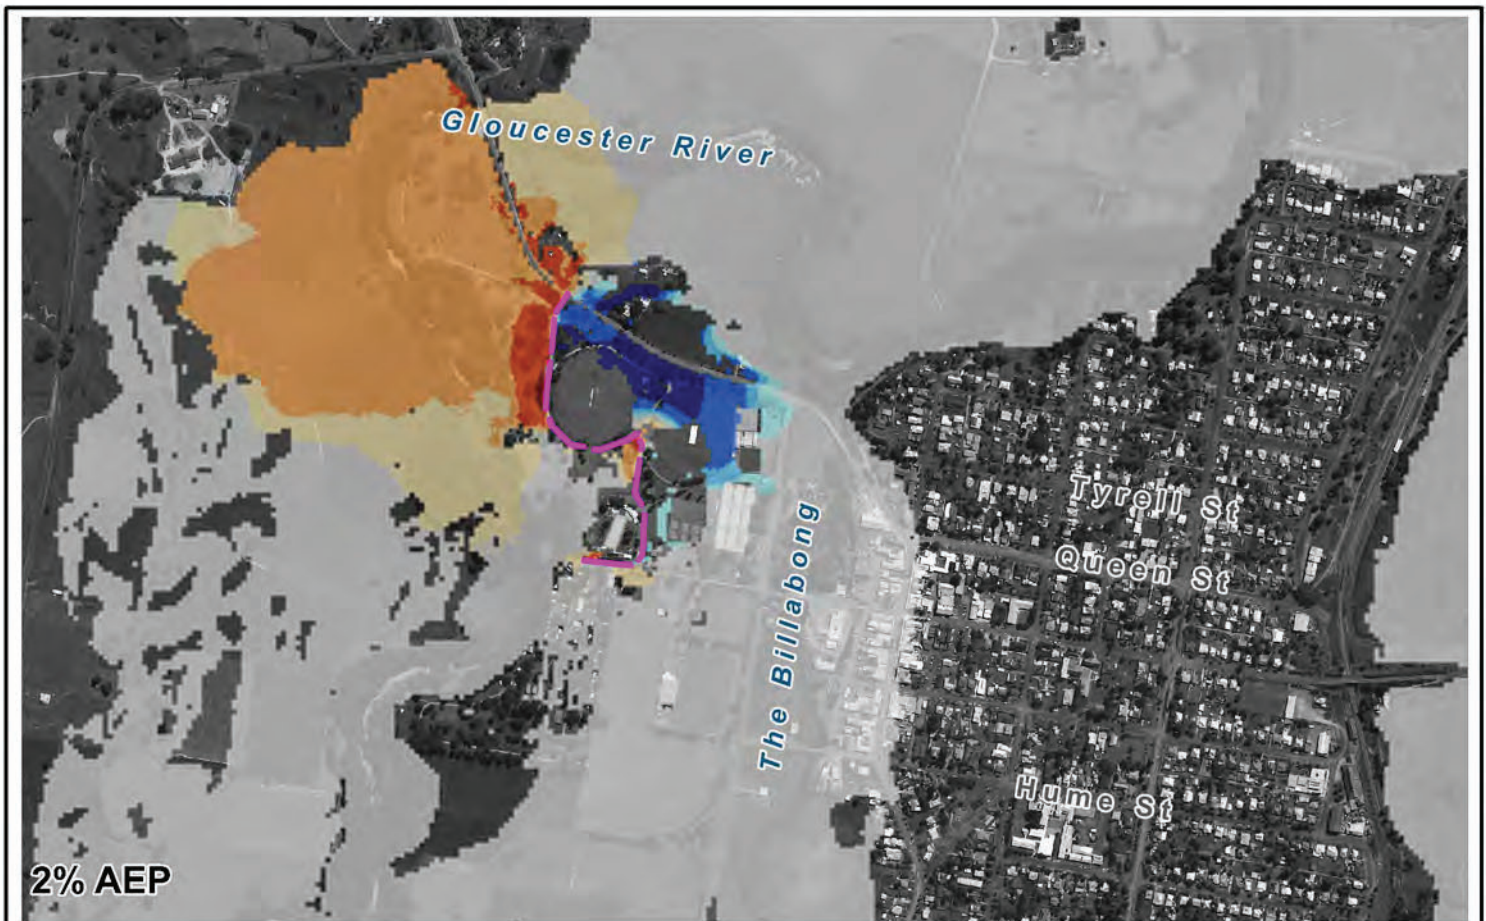 Gloucester River
Tyrell St
Queen St
The Billabong
Hume St
2% AEP